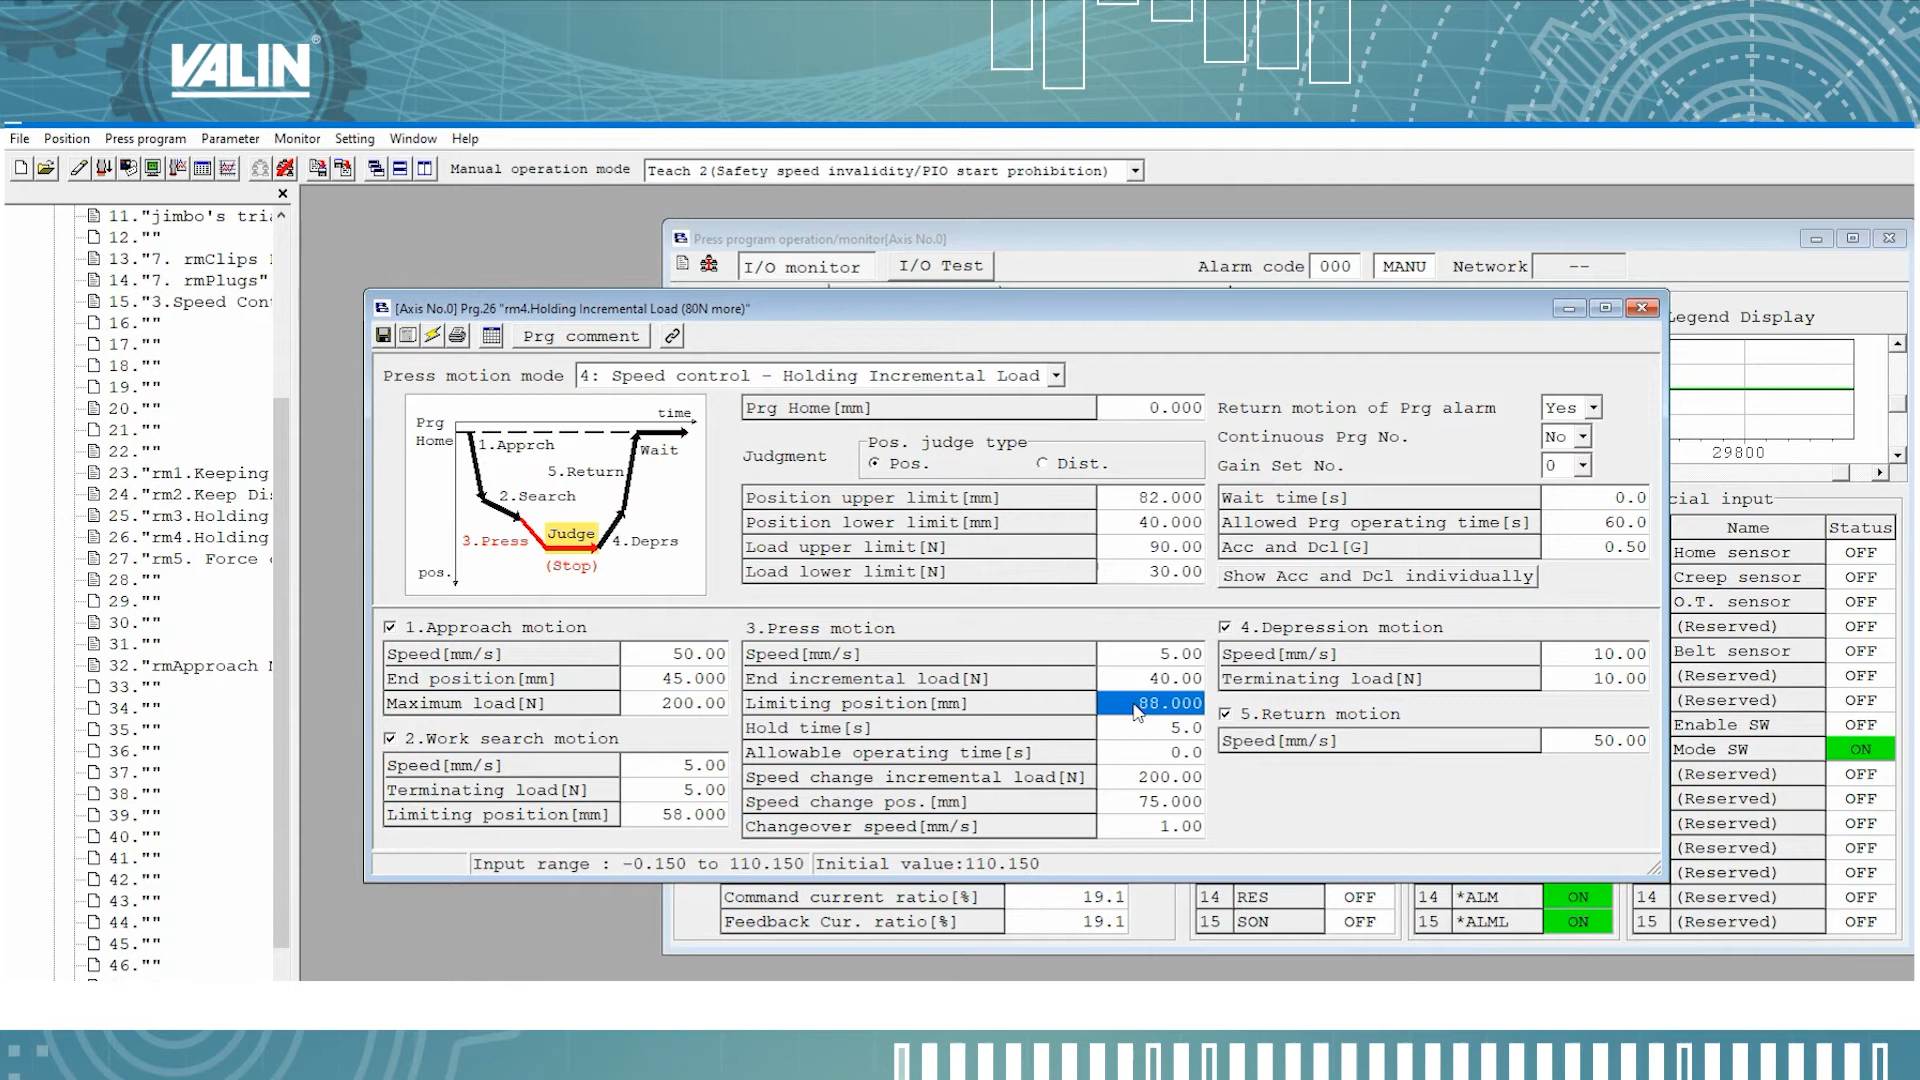 VALIN®
File Position Press program Parameter Monitor Setting Window Help
Manual operation mode Teach 2(Safety speed invalidity/PIO start prohibition)
11."jimbo's tria
12.""
13."7. rmClips
14."7. rmPlugs"
15."3.Speed Con
16.""
17.""
18.""
19.""
20.""
21.""
22.""
23."rm1.Keeping
24."rm2.Keep Di
25."rm3.Holding
26."rm4.Holding
27."rm5. Force
28.""
29.""
30.""
31.""
32."rmApproach
33.""
34.""
35.""
36.""
37.""
38.""
39.""
40.""
41.""
42.""
43.""
44.""
45.""
46.""
Press program operation/monitor[Axis No.0]
I/O monitor I/O Test Alarm code 000 MANU Network --
[Axis No.0] Prg.26 "rm4.Holding Incremental Load (80N more)"
Prg comment
Press motion mode 4: Speed control - Holding Incremental Load
Prg Home
time
1.Apprch
Wait
5.Return
2.Search
Judge
3.Press
4.Deprs
(Stop)
pos.
Prg Home[mm] 0.000
Judgment
Pos. judge type
Pos. Dist.
Position upper limit[mm] 82.000
Position lower limit[mm] 40.000
Load upper limit[N] 90.00
Load lower limit[N] 30.00
Return motion of Prg alarm Yes
Continuous Prg No. No
Gain Set No. 0
Wait time[s] 0.0
Allowed Prg operating time[s] 60.0
Acc and Dcl[G] 0.50
Show Acc and Dcl individually
1.Approach motion
Speed[mm/s] 50.00
End position[mm] 45.000
Maximum load[N] 200.00
2.Work search motion
Speed[mm/s] 5.00
Terminating load[N] 5.00
Limiting position[mm] 58.000
3.Press motion
Speed[mm/s] 5.00
End incremental load[N] 40.00
Limiting position[mm] 88.000
Hold time[s] 5.0
Allowable operating time[s] 0.0
Speed change incremental load[N] 200.00
Speed change pos.[mm] 75.000
Changeover speed[mm/s] 1.00
4.Depression motion
Speed[mm/s] 10.00
Terminating load[N] 10.00
5.Return motion
Speed[mm/s] 50.00
Input range : -0.150 to 110.150 Initial value:110.150
Legend Display
29800
cial input
Name Status
Home sensor OFF
Creep sensor OFF
O.T. sensor OFF
(Reserved) OFF
Belt sensor OFF
(Reserved) OFF
(Reserved) OFF
Enable SW OFF
Mode SW ON
(Reserved) OFF
(Reserved) OFF
(Reserved) OFF
(Reserved) OFF
(Reserved) OFF
Command current ratio[%] 19.1 14 RES OFF 14 *ALM ON 14 (Reserved) OFF
Feedback Cur. ratio[%] 19.1 15 SON OFF 15 *ALML ON 15 (Reserved) OFF